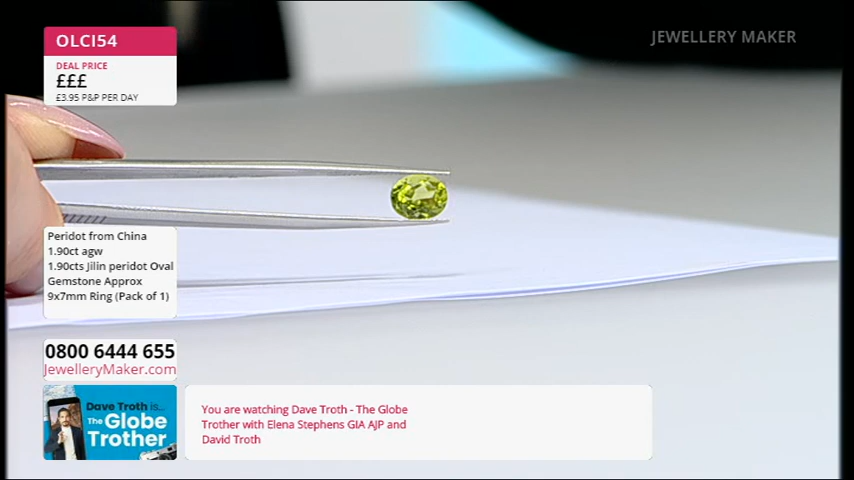 OLCI54
JEWELLERY MAKER
DEAL PRICE
£££
£3.95 P&P PER DAY
Peridot from China
1.90ct agw
1.90cts Jilin peridot Oval
Gemstone Approx
9x7mm Ring (Pack of 1)
0800 6444 655
JewelleryMaker.com
Dave Troth is...
The Globe
Trother
You are watching Dave Troth - The Globe
Trother with Elena Stephens GIA AJP and
David Troth